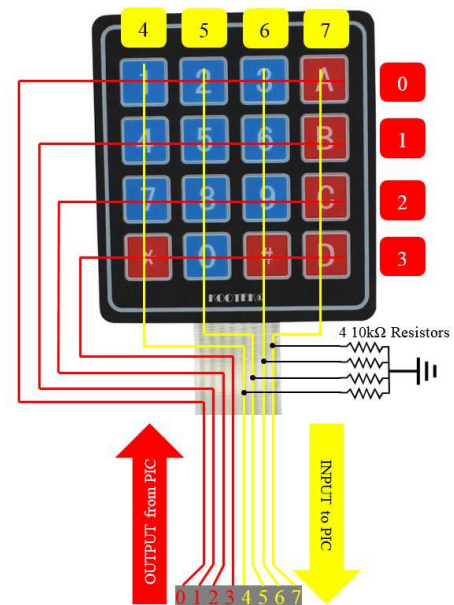 4 5 6 7
1 2 3 A
0
4 5 6 B
1
7 8 9 C
2
* 0 # D
3
KOOTEK®
4 10kΩ Resistors
OUTPUT from PIC
INPUT to PIC
0 1 2 3 4 5 6 7